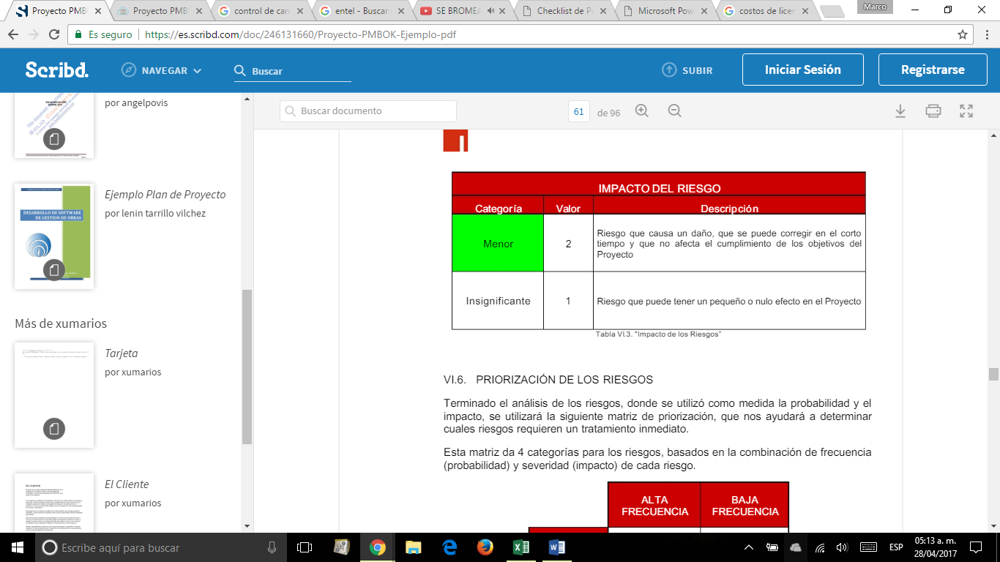 Proyecto PMB
Proyecto PMB
control de cam
entel - Buscar
SE BROMEA
Checklist de P
Microsoft Pow
costos de licen
Marco
Es seguro
https://es.scribd.com/doc/246131660/Proyecto-PMBOK-Ejemplo-pdf
Scribd.
NAVEGAR
Buscar
SUBIR
Iniciar Sesión
Registrarse
por angelpovis
Buscar documento
61 de 96
Ejemplo Plan de Proyecto
por lenin tarrillo vilchez
DESARROLLO DE SOFTWARE
DE GESTION DE OBRAS
Más de xumarios
Tarjeta
por xumarios
EL CLIENTE
El Cliente
por xumarios
IMPACTO DEL RIESGO
Categoría Valor Descripción
Menor
2
Riesgo que causa un daño, que se puede corregir en el corto
tiempo y que no afecta el cumplimiento de los objetivos del
Proyecto
Insignificante
1
Riesgo que puede tener un pequeño o nulo efecto en el Proyecto
Tabla VI.3. "Impacto de los Riesgos"
VI.6. PRIORIZACIÓN DE LOS RIESGOS
Terminado el análisis de los riesgos, donde se utilizó como medida la probabilidad y el
impacto, se utilizará la siguiente matriz de priorización, que nos ayudará a determinar
cuales riesgos requieren un tratamiento inmediato.
Esta matriz da 4 categorías para los riesgos, basados en la combinación de frecuencia
(probabilidad) y severidad (impacto) de cada riesgo.
ALTA
FRECUENCIA
BAJA
FRECUENCIA
Escribe aquí para buscar
ESP
05:13 a. m.
28/04/2017